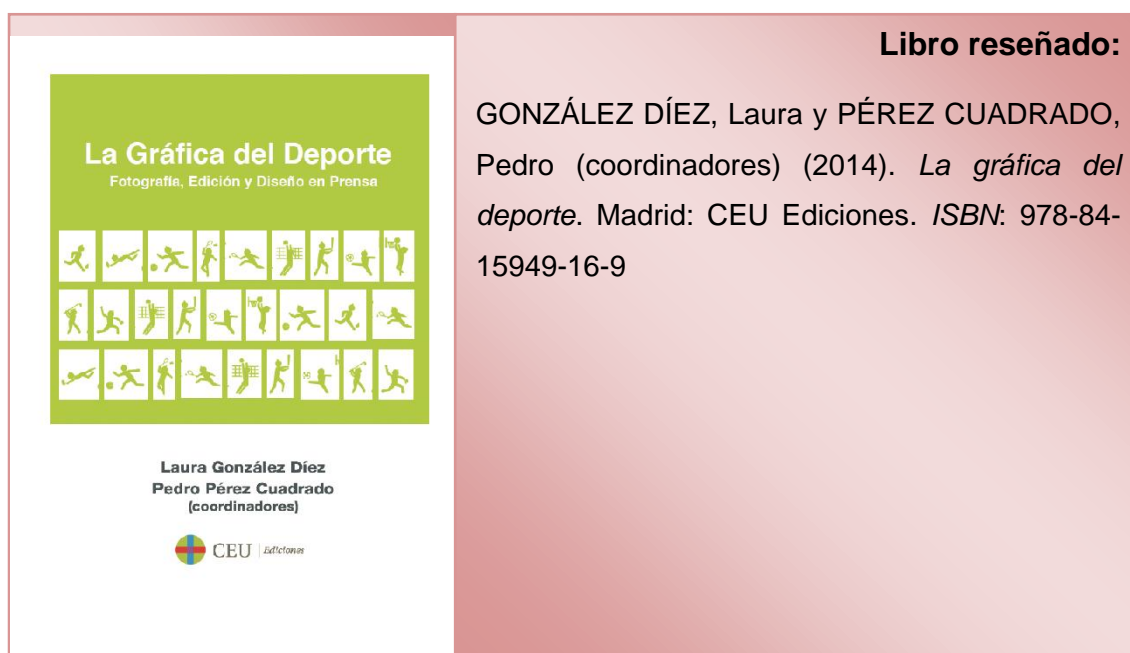 La Gráfica del Deporte
Fotografía, Edición y Diseño en Prensa
Laura González Díez
Pedro Pérez Cuadrado
(coordinadores)
CEU Ediciones
Libro reseñado:
GONZÁLEZ DÍEZ, Laura y PÉREZ CUADRADO,
Pedro (coordinadores) (2014). La gráfica del
deporte. Madrid: CEU Ediciones. ISBN: 978-84-
15949-16-9